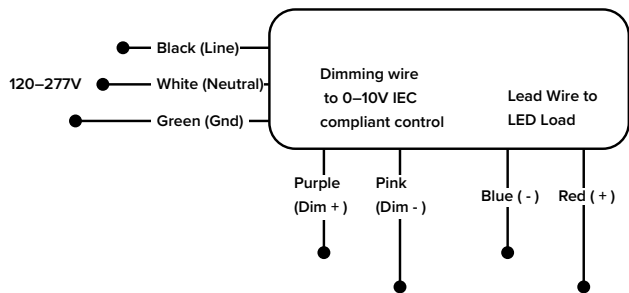 Black (Line)
120–277V
White (Neutral)
Green (Gnd)
Dimming wire
to 0–10V IEC
compliant control
Lead Wire to
LED Load
Purple
(Dim + )
Pink
(Dim - )
Blue ( - )
Red ( + )